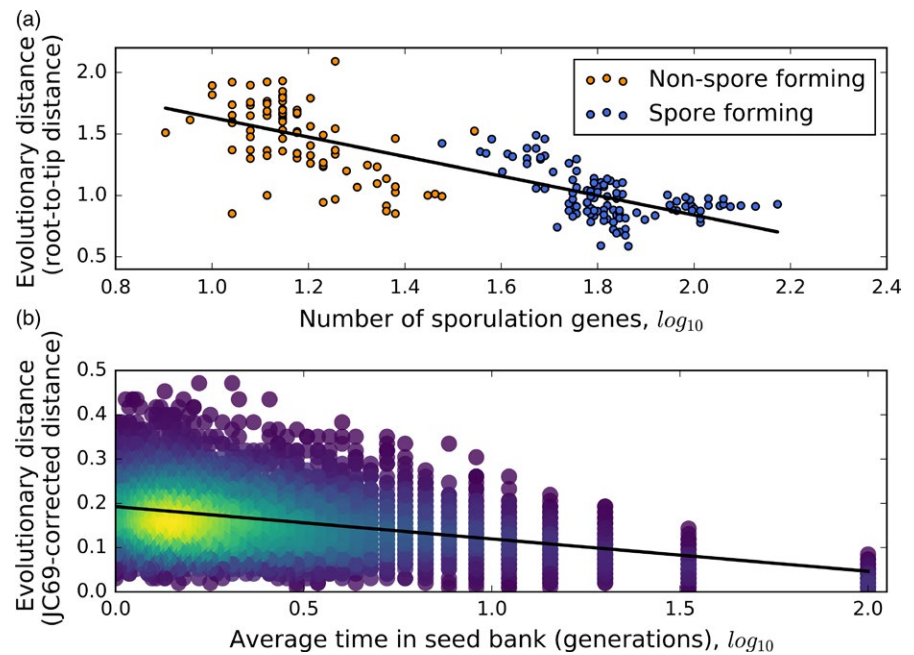 (a)
Evolutionary distance
(root-to-tip distance)
2.0
1.5
1.0
0.5
Non-spore forming
Spore forming
0.8 1.0 1.2 1.4 1.6 1.8 2.0 2.2 2.4
Number of sporulation genes, log10
(b)
Evolutionary distance
(JC69-corrected distance)
0.5
0.4
0.3
0.2
0.1
0.0
0.0 0.5 1.0 1.5 2.0
Average time in seed bank (generations), log10